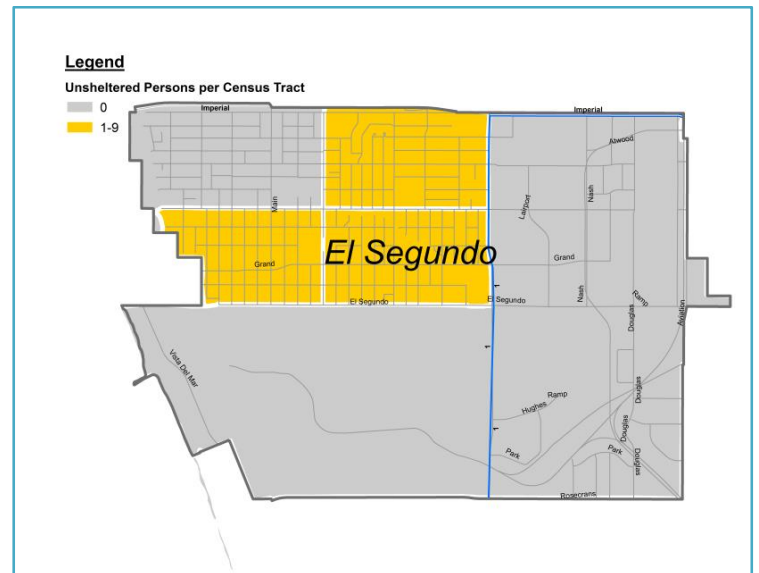 Legend
Unsheltered Persons per Census Tract
0
1-9
Imperial
Imperial
Atwood
Nash
Lairport
Main
El Segundo
Grand
Grand
1
Nash
Ramp
Douglas
Aviation
El Segundo
El Segundo
1
Vista Del Mar
Ramp
Hughes
Douglas
1
Douglas
Park
Park
Douglas
Rosecrans